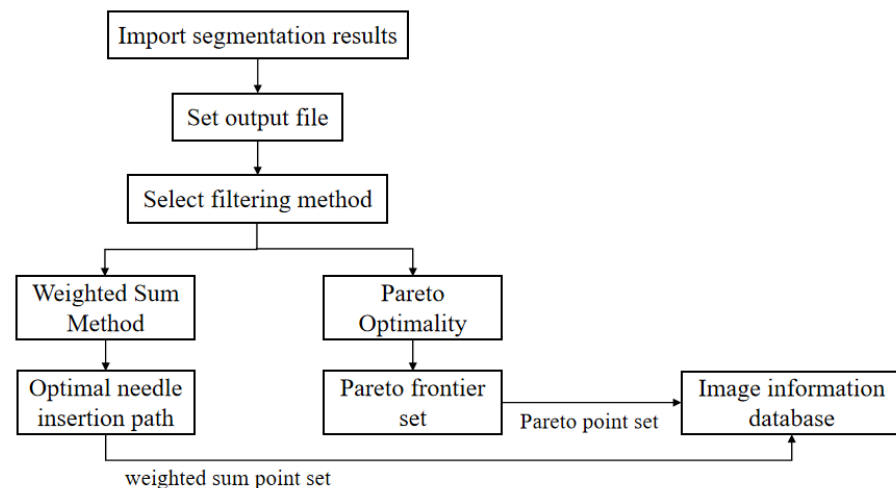 Import segmentation results
Set output file
Select filtering method
Weighted Sum
Method
Pareto
Optimality
Optimal needle
insertion path
Pareto frontier
set
Pareto point set
Image information
database
weighted sum point set